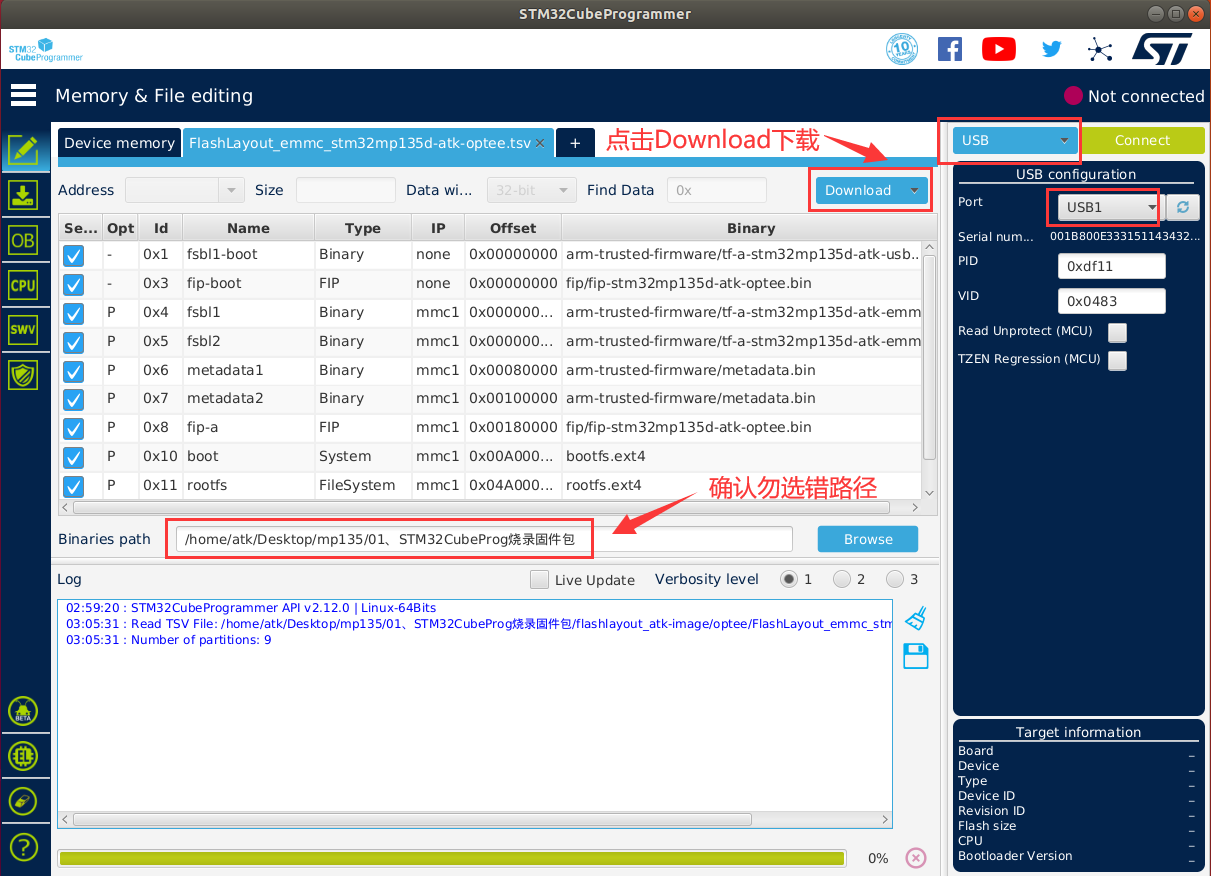 STM32CubeProgrammer
STM32
CubeProgrammer
10
Memory & File editing
Not connected
Device memory
FlashLayout_emmc_stm32mp135d-atk-optee.tsv
+
点击Download下载
USB
Connect
Address
Size
Data wi...
32-bit
Find Data
0x
Download
Se... Opt Id Name Type IP Offset Binary
- 0x1 fsbl1-boot Binary none 0x00000000 arm-trusted-firmware/tf-a-stm32mp135d-atk-usb..
- 0x3 fip-boot FIP none 0x00000000 fip/fip-stm32mp135d-atk-optee.bin
P 0x4 fsbl1 Binary mmc1 0x000000... arm-trusted-firmware/tf-a-stm32mp135d-atk-emm
P 0x5 fsbl2 Binary mmc1 0x000000... arm-trusted-firmware/tf-a-stm32mp135d-atk-emm
P 0x6 metadata1 Binary mmc1 0x00080000 arm-trusted-firmware/metadata.bin
P 0x7 metadata2 Binary mmc1 0x00100000 arm-trusted-firmware/metadata.bin
P 0x8 fip-a FIP mmc1 0x00180000 fip/fip-stm32mp135d-atk-optee.bin
P 0x10 boot System mmc1 0x00A000... bootfs.ext4
P 0x11 rootfs FileSystem mmc1 0x04A000... rootfs.ext4
确认勿选错路径
Binaries path
/home/atk/Desktop/mp135/01、STM32CubeProg烧录固件包
Browse
Log
Live Update
Verbosity level
1
2
3
02:59:20 : STM32CubeProgrammer API v2.12.0 | Linux-64Bits
03:05:31 : Read TSV File: /home/atk/Desktop/mp135/01、STM32CubeProg烧录固件包/flashlayout_atk-image/optee/FlashLayout_emmc_stm
03:05:31 : Number of partitions: 9
0%
USB configuration
Port
USB1
Serial num...
001B800E333151143432...
PID
0xdf11
VID
0x0483
Read Unprotect (MCU)
TZEN Regression (MCU)
Target information
Board –
Device –
Type –
Device ID –
Revision ID –
Flash size –
CPU –
Bootloader Version –
OB
CPU
SWV
BETA
EL
?
ST